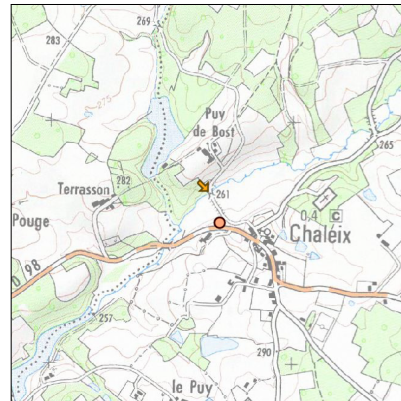 269
283
Puy
de Bost
265
282
Terrasson
261
Pouge
0,4 C
Chaleix
D 98
257
290
le Puy